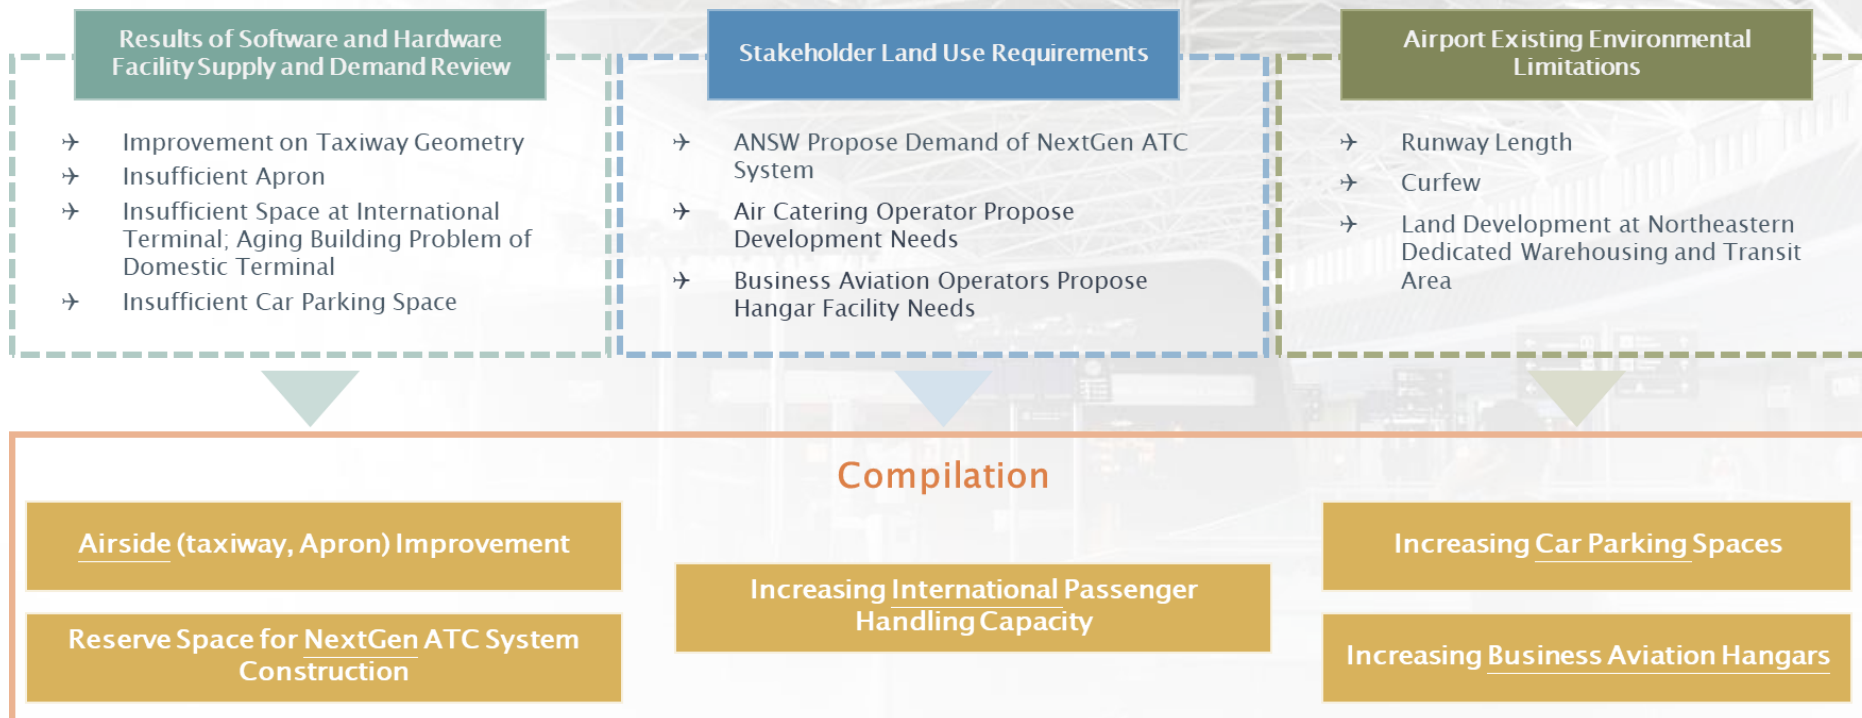 Results of Software and Hardware
Facility Supply and Demand Review
Improvement on Taxiway Geometry
Insufficient Apron
Insufficient Space at International
Terminal; Aging Building Problem of
Domestic Terminal
Insufficient Car Parking Space
Stakeholder Land Use Requirements
ANSW Propose Demand of NextGen ATC
System
Air Catering Operator Propose
Development Needs
Business Aviation Operators Propose
Hangar Facility Needs
Airport Existing Environmental
Limitations
Runway Length
Curfew
Land Development at Northeastern
Dedicated Warehousing and Transit
Area
Compilation
Airside (taxiway, Apron) Improvement
Reserve Space for NextGen ATC System
Construction
Increasing International Passenger
Handling Capacity
Increasing Car Parking Spaces
Increasing Business Aviation Hangars